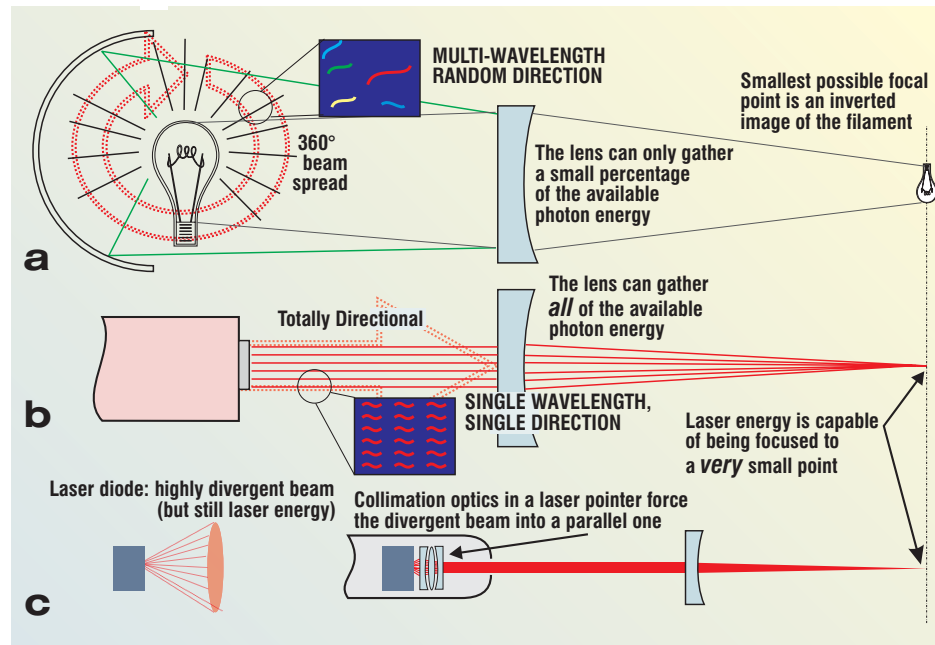 MULTI-WAVELENGTH
RANDOM DIRECTION
Smallest possible focal
point is an inverted
image of the filament
360°
beam
spread
The lens can only gather
a small percentage
of the available
photon energy
a
The lens can gather
all of the available
photon energy
Totally Directional
SINGLE WAVELENGTH,
SINGLE DIRECTION
b
Laser energy is capable
of being focused to
a very small point
Laser diode: highly divergent beam
(but still laser energy)
Collimation optics in a laser pointer force
the divergent beam into a parallel one
c